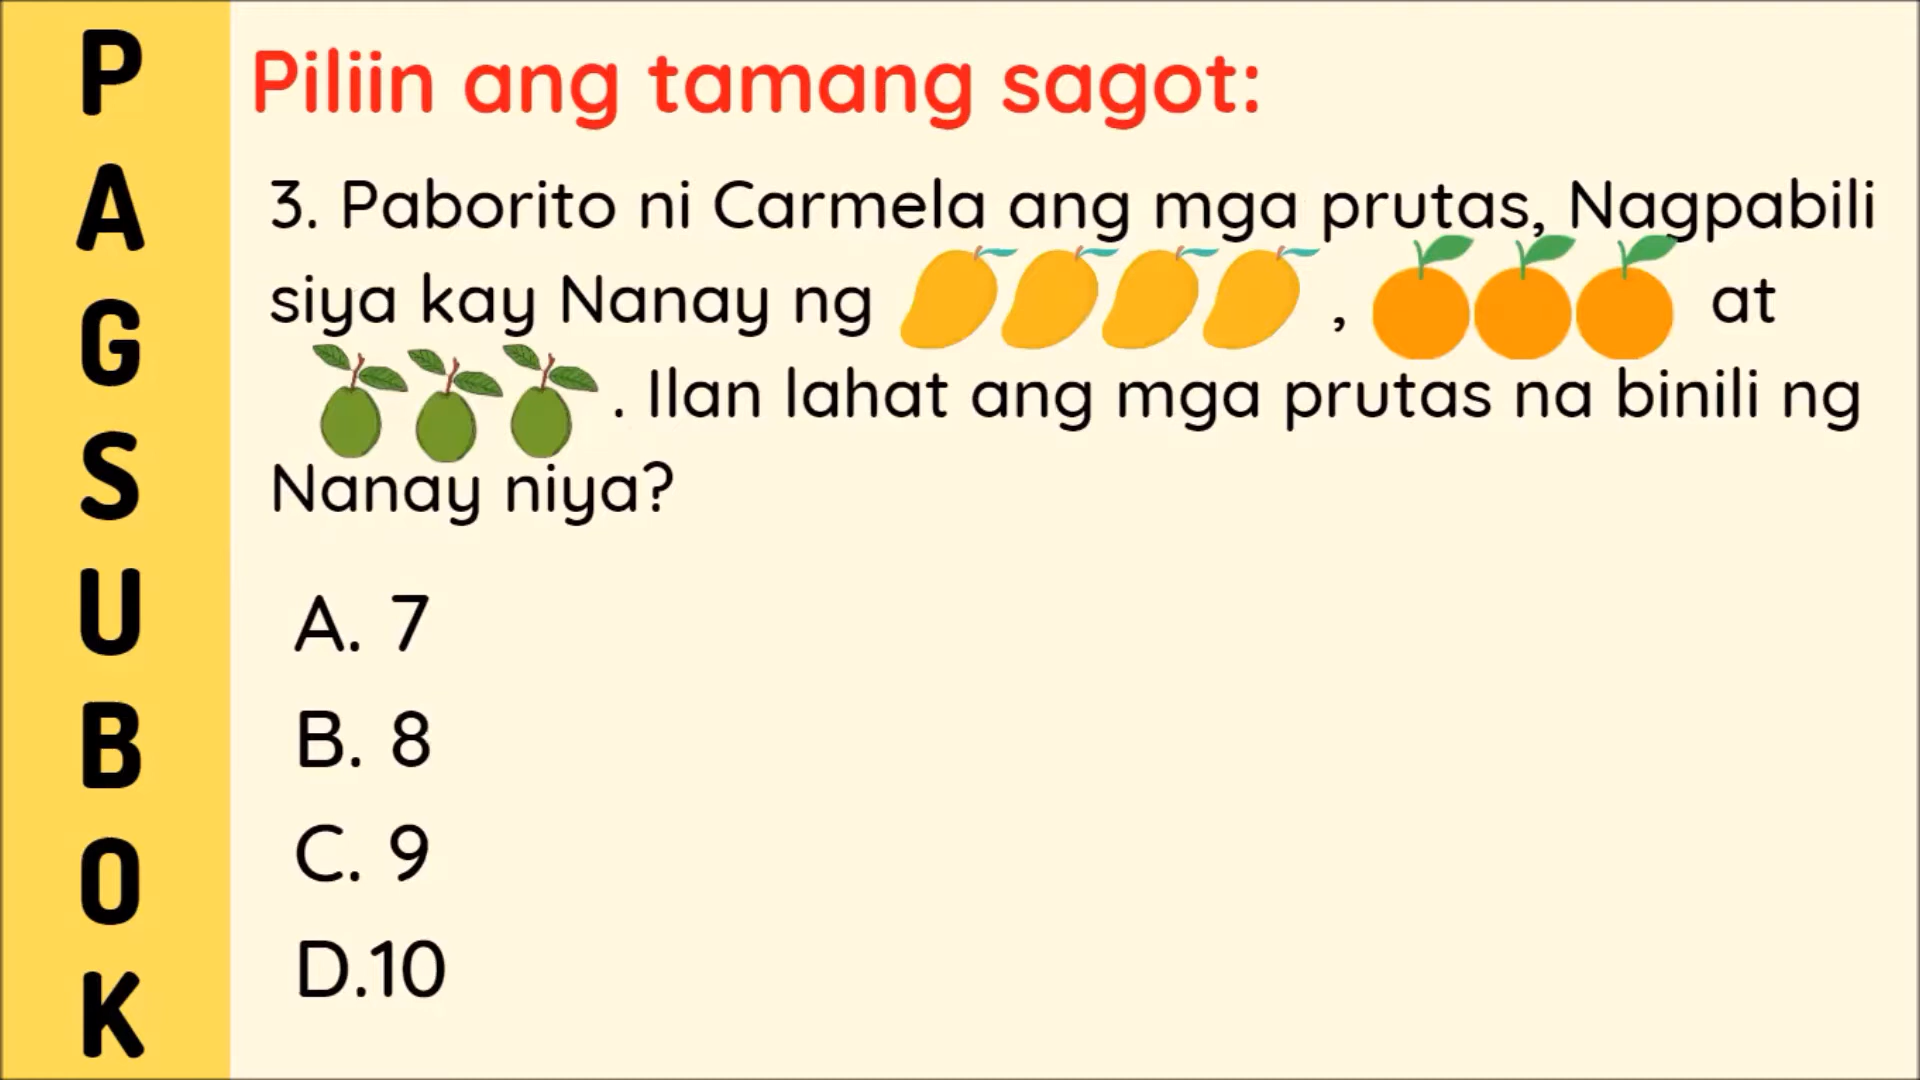 PAGSUBOK
Piliin ang tamang sagot:
3. Paborito ni Carmela ang mga prutas, Nagpabili
siya kay Nanay ng , at
. Ilan lahat ang mga prutas na binili ng
Nanay niya?
A. 7
B. 8
C. 9
D.10